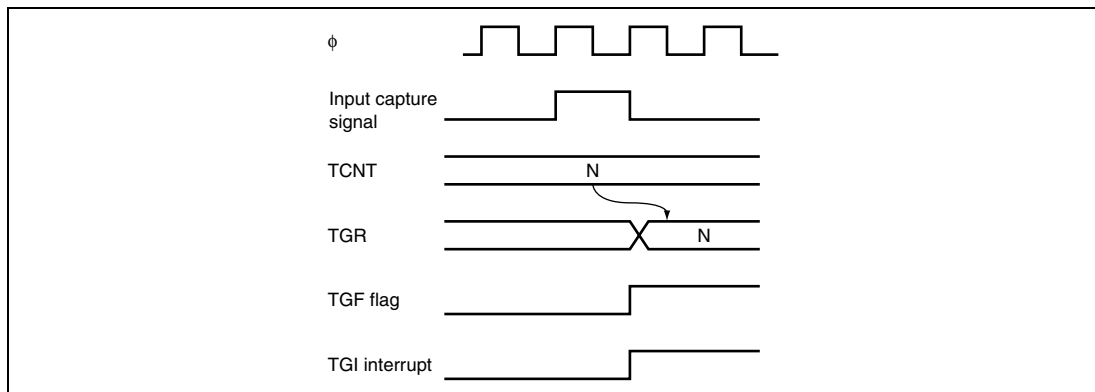 ϕ
Input capture
signal
TCNT
N
TGR
N
TGF flag
TGI interrupt